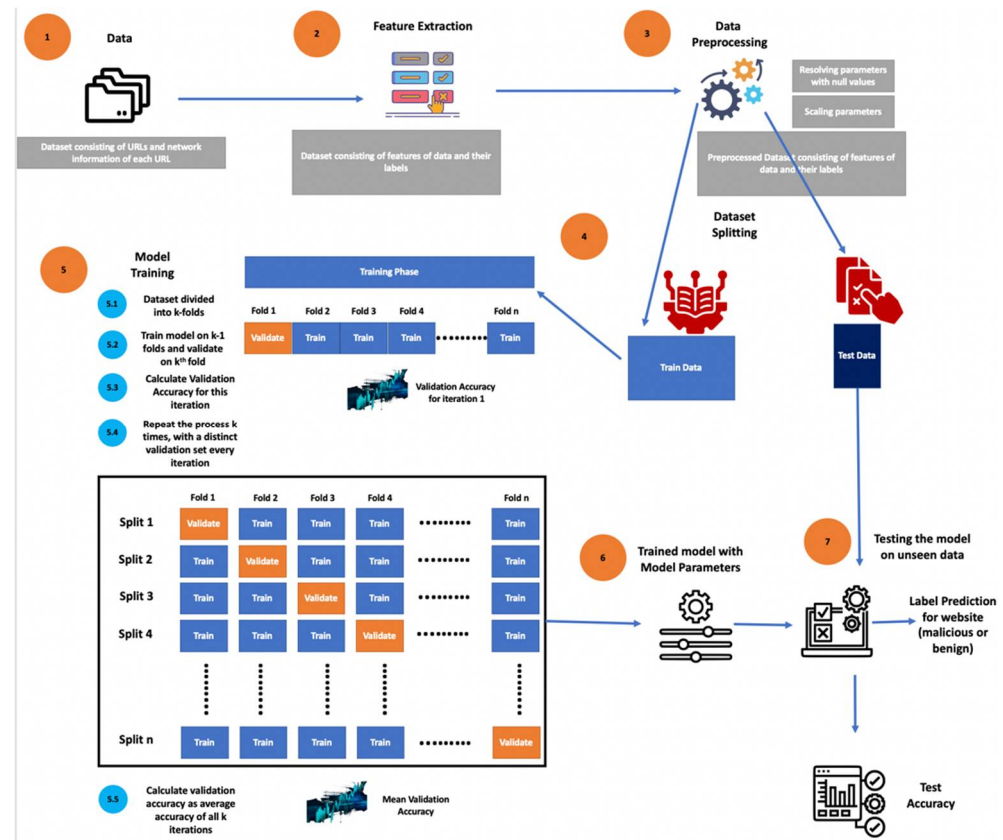 1
Data
Dataset consisting of URLs and network
information of each URL
2
Feature Extraction
Dataset consisting of features of data and their
labels
3
Data
Preprocessing
Resolving parameters
with null values
Scaling parameters
Preprocessed Dataset consisting of features of
data and their labels
4
Dataset
Splitting
Train Data
Test Data
5
Model
Training
5.1
Dataset divided
into k-folds
5.2
Train model on k-1
folds and validate
on kth fold
5.3
Calculate Validation
Accuracy for this
iteration
5.4
Repeat the process k
times, with a distinct
validation set every
iteration
Training Phase
Fold 1 Fold 2 Fold 3 Fold 4 Fold n
Validate Train Train Train Train
Validation Accuracy
for iteration 1
Fold 1 Fold 2 Fold 3 Fold 4 Fold n
Split 1 Validate Train Train Train Train
Split 2 Train Validate Train Train Train
Split 3 Train Train Validate Train Train
Split 4 Train Train Train Validate Train
Split n Train Train Train Train Validate
5.5
Calculate validation
accuracy as average
accuracy of all k
iterations
Mean Validation
Accuracy
6
Trained model with
Model Parameters
7
Testing the model
on unseen data
Label Prediction
for website
(malicious or
benign)
Test
Accuracy